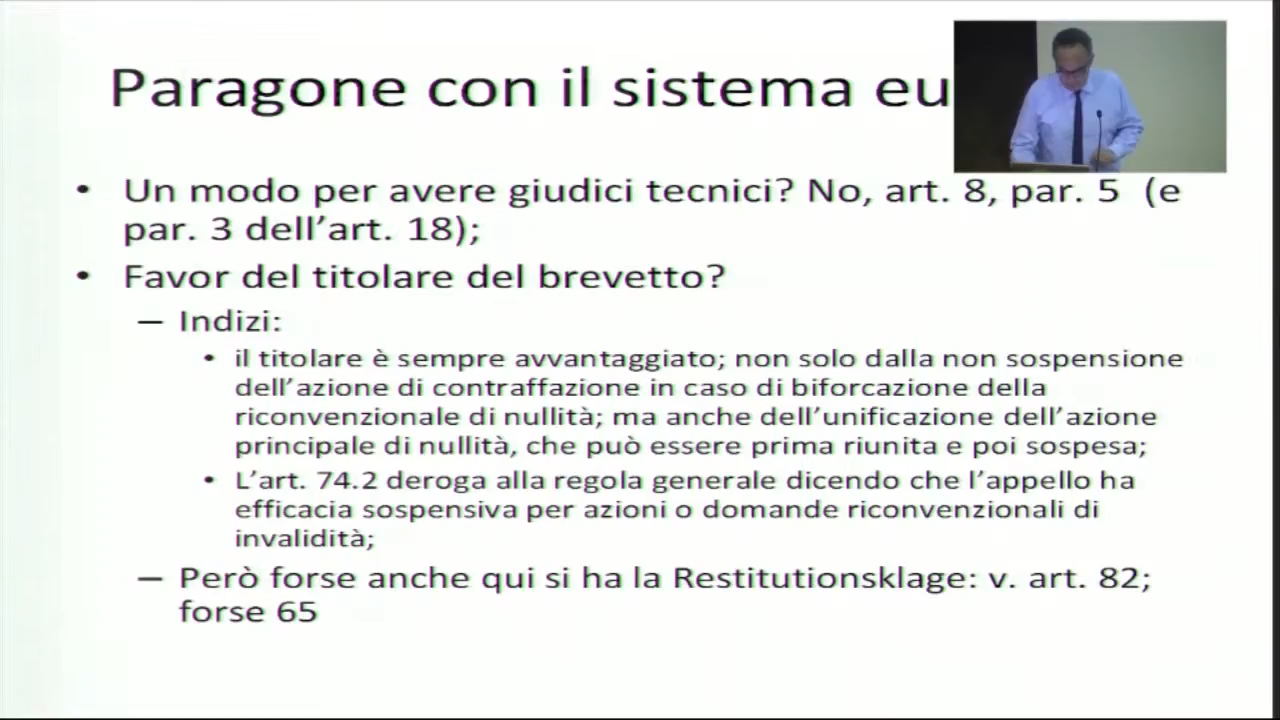 Paragone con il sistema eu
• Un modo per avere giudici tecnici? No, art. 8, par. 5 (e
par. 3 dell’art. 18);
• Favor del titolare del brevetto?
– Indizi:
• il titolare è sempre avvantaggiato; non solo dalla non sospensione
dell’azione di contraffazione in caso di biforcazione della
riconvenzionale di nullità; ma anche dell’unificazione dell’azione
principale di nullità, che può essere prima riunita e poi sospesa;
• L’art. 74.2 deroga alla regola generale dicendo che l’appello ha
efficacia sospensiva per azioni o domande riconvenzionali di
invalidità;
– Però forse anche qui si ha la Restitutionsklage: v. art. 82;
forse 65